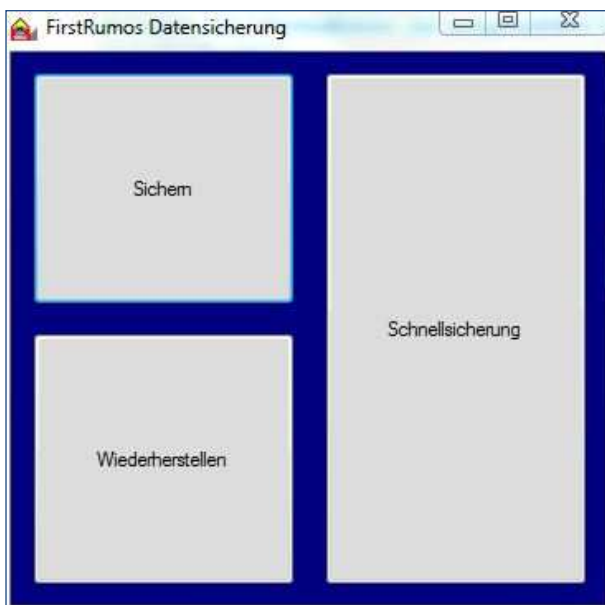 FirstRumos Datensicherung
Sichern
Schnellsicherung
Wiederherstellen